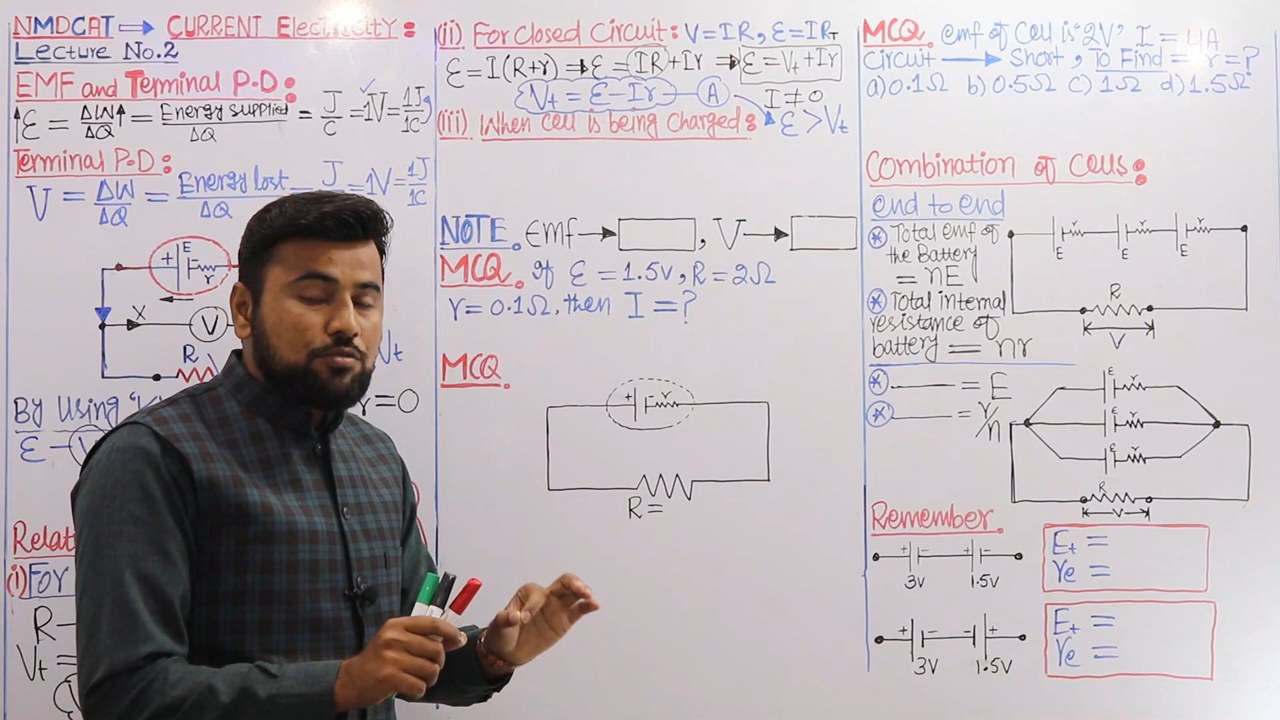 NMDCAT ⟹ CURRENT Electricity:
Lecture No.2
EMF and Terminal P.D:
↑Ɛ = ΔW↑/ΔQ = Energy supplied/ΔQ = J/C = 1V = 1J/1C
Terminal P.D:
V = ΔW/ΔQ = Energy lost/ΔQ = J = 1V = 1J/1C
E
+ - r
X
V
R
Vt
By Using
r=0
Ɛ
Relat
(i) For
R
Vt =
(ii) For Closed Circuit: V=IR, Ɛ=IRT
Ɛ=I(R+r) ⟹ Ɛ=IR+Ir ⟹ Ɛ=Vt+Ir
Vt = Ɛ-Ir A I≠0
(iii) When cell is being charged: Ɛ>Vt
NOTE. Emf → , V →
MCQ. If Ɛ = 1.5V, R = 2Ω
r=0.1Ω, then I =?
MCQ.
+ - r
R =
MCQ. emf of Cell is "2V" I = 4A
Circuit → Short, To Find = r=?
a) 0.1Ω b) 0.5Ω c) 1Ω d) 1.5Ω
Combination of Cells:
end to end
* Total emf of
the Battery
= nE
* Total internal
resistance of
battery = nr
r r r
E E E
R
V
* = E
* = r/n
E r
E r
E r
R
V
Remember.
+ - + -
3V 1.5V
Et =
re =
+ - - +
3V 1.5V
Et =
re =